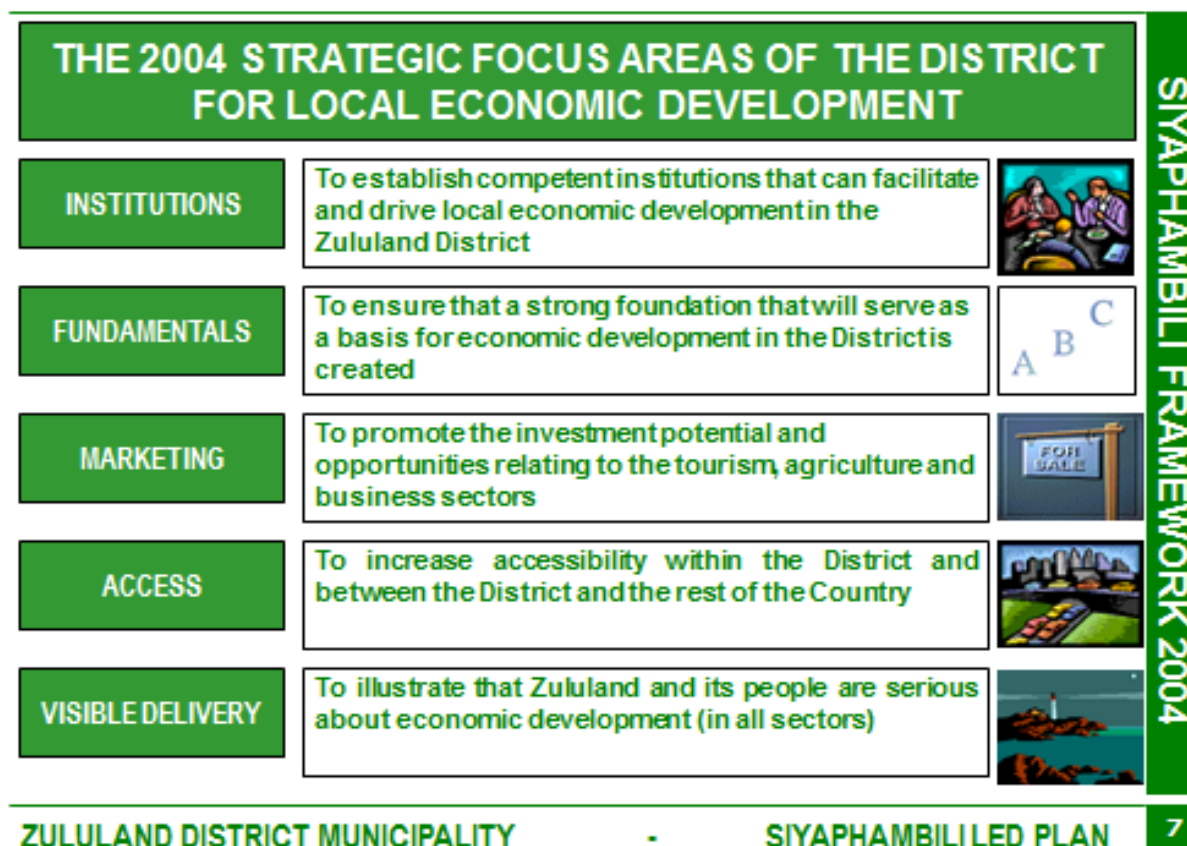 THE 2004 STRATEGIC FOCUS AREAS OF THE DISTRICT
FOR LOCAL ECONOMIC DEVELOPMENT
INSTITUTIONS
To establish competent institutions that can facilitate
and drive local economic development in the
Zululand District
FUNDAMENTALS
To ensure that a strong foundation that will serve as
a basis for economic development in the District is
created
A B C
MARKETING
To promote the investment potential and
opportunities relating to the tourism, agriculture and
business sectors
FOR
SALE
ACCESS
To increase accessibility within the District and
between the District and the rest of the Country
VISIBLE DELIVERY
To illustrate that Zululand and its people are serious
about economic development (in all sectors)
SIYAPHAMBILI FRAMEWORK 2004
ZULULAND DISTRICT MUNICIPALITY - SIYAPHAMBILI LED PLAN
7